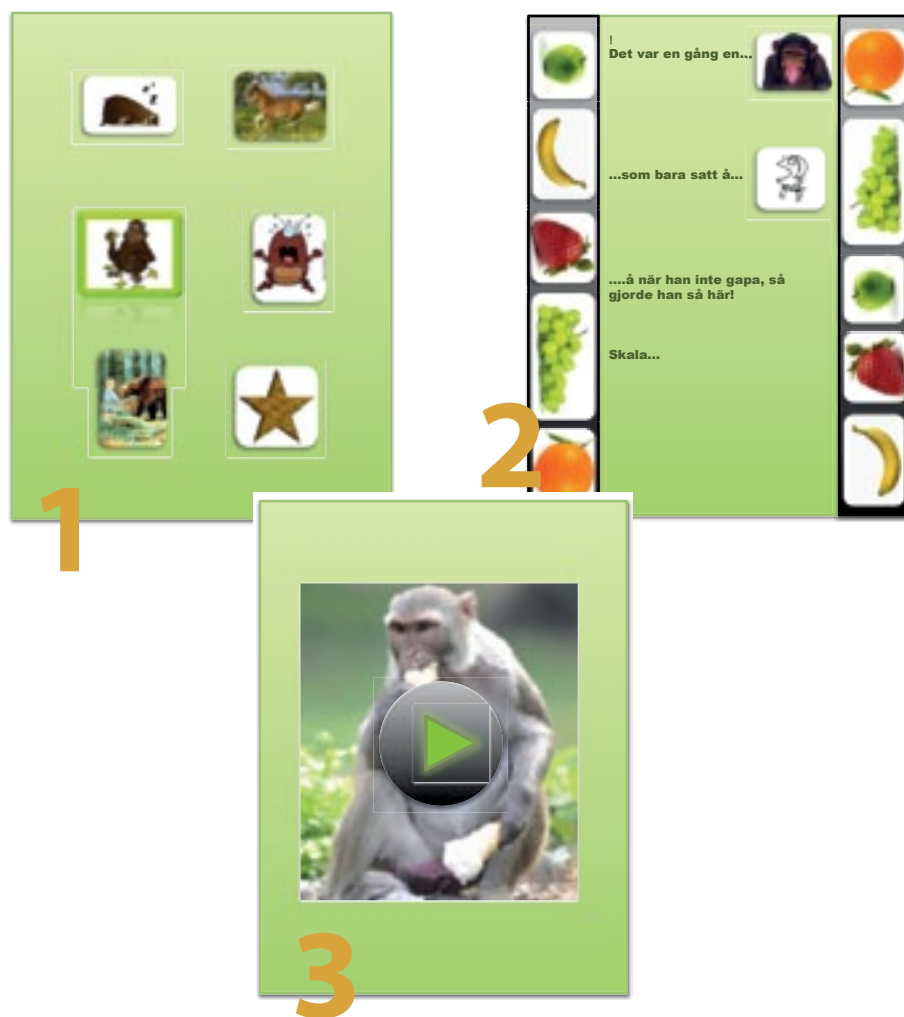 1
z
z
2
!
Det var en gång en...
...som bara satt å...
....å när han inte gapa, så
gjorde han så här!
Skala...
3